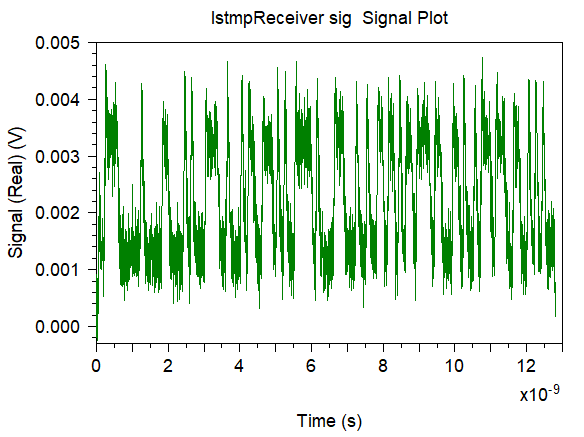 lstmpReceiver sig  Signal Plot
Signal (Real) (V)
0.005
0.004
0.003
0.002
0.001
0.000
0 2 4 6 8 10 12
x10-9
Time (s)